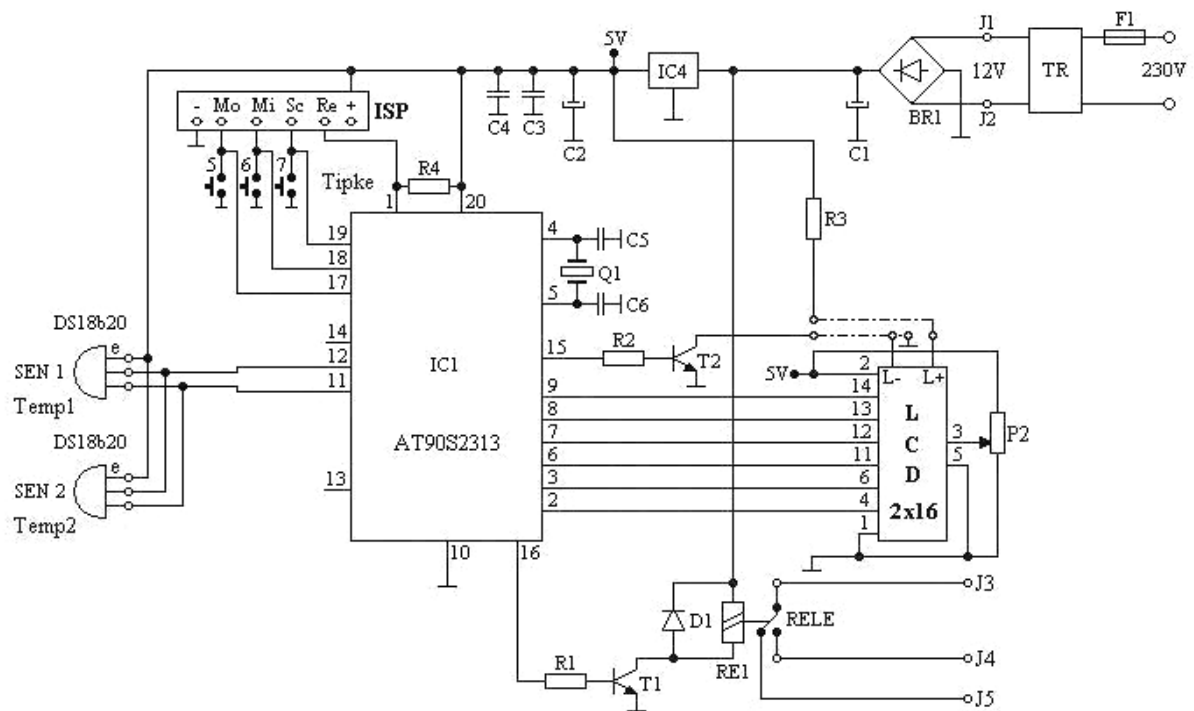 J1
F1
5V
IC4
12V
TR
230V
- Mo Mi Sc Re +
ISP
C4
C3
C2
C1
BR1
J2
5
6
7
Tipke
R4
1
20
R3
19
18
17
4
C5
Q1
5
C6
DS18b20
e
SEN 1
Temp1
14
12
11
IC1
AT90S2313
15
R2
T2
5V
2
L-
L+
9
14
8
13
7
12
6
11
3
6
2
4
1
L
C
D
2x16
3
5
P2
DS18b20
e
SEN 2
Temp2
13
10
16
J3
D1
RELE
RE1
J4
R1
T1
J5